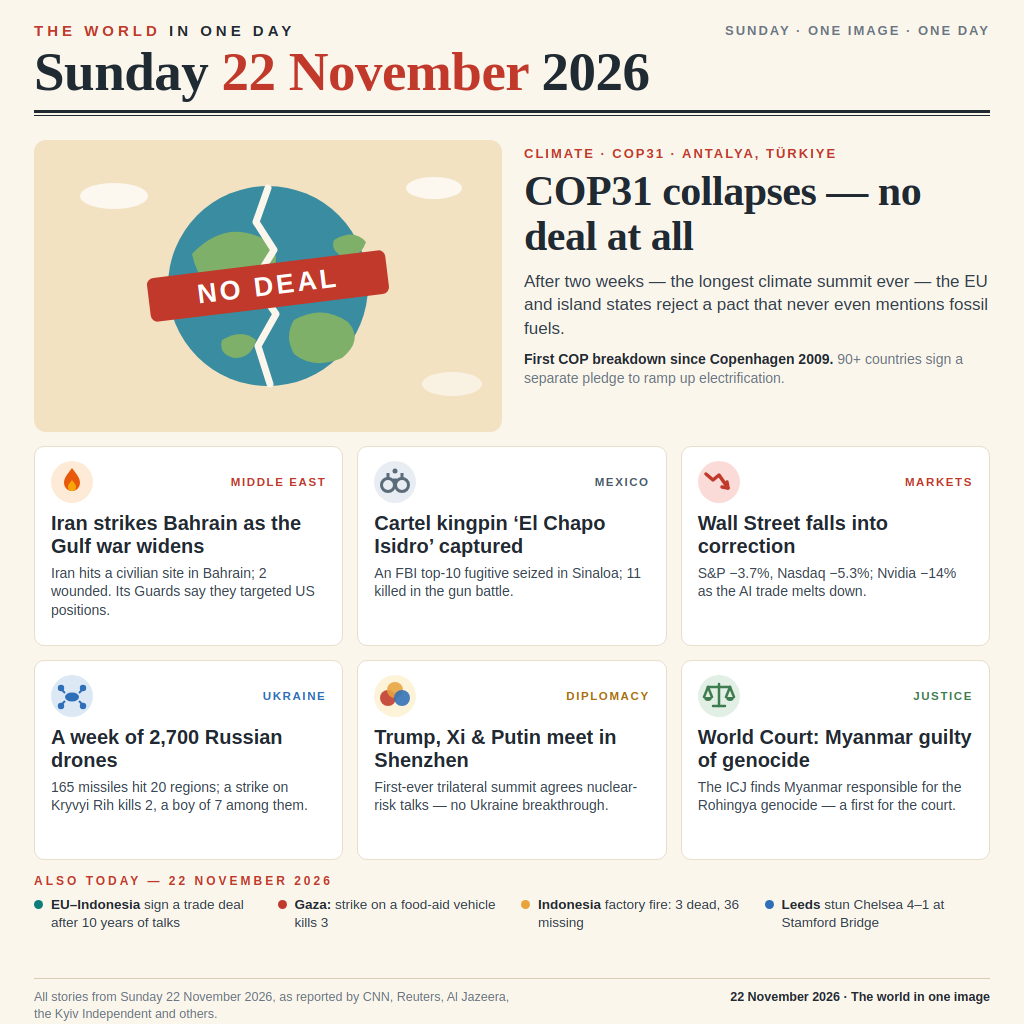 THE WORLD IN ONE DAY
SUNDAY · ONE IMAGE · ONE DAY
Sunday 22 November 2026
NO DEAL
CLIMATE · COP31 · ANTALYA, TÜRKIYE
COP31 collapses — no
deal at all
After two weeks — the longest climate summit ever — the EU
and island states reject a pact that never even mentions fossil
fuels.
First COP breakdown since Copenhagen 2009. 90+ countries sign a
separate pledge to ramp up electrification.
MIDDLE EAST
Iran strikes Bahrain as the
Gulf war widens
Iran hits a civilian site in Bahrain; 2
wounded. Its Guards say they targeted US
positions.
MEXICO
Cartel kingpin ‘El Chapo
Isidro’ captured
An FBI top-10 fugitive seized in Sinaloa; 11
killed in the gun battle.
MARKETS
Wall Street falls into
correction
S&P −3.7%, Nasdaq −5.3%; Nvidia −14%
as the AI trade melts down.
UKRAINE
A week of 2,700 Russian
drones
165 missiles hit 20 regions; a strike on
Kryvyi Rih kills 2, a boy of 7 among them.
DIPLOMACY
Trump, Xi & Putin meet in
Shenzhen
First-ever trilateral summit agrees nuclear-
risk talks — no Ukraine breakthrough.
JUSTICE
World Court: Myanmar guilty
of genocide
The ICJ finds Myanmar responsible for the
Rohingya genocide — a first for the court.
ALSO TODAY — 22 NOVEMBER 2026
EU–Indonesia sign a trade deal
after 10 years of talks
Gaza: strike on a food-aid vehicle
kills 3
Indonesia factory fire: 3 dead, 36
missing
Leeds stun Chelsea 4–1 at
Stamford Bridge
All stories from Sunday 22 November 2026, as reported by CNN, Reuters, Al Jazeera,
the Kyiv Independent and others.
22 November 2026 · The world in one image